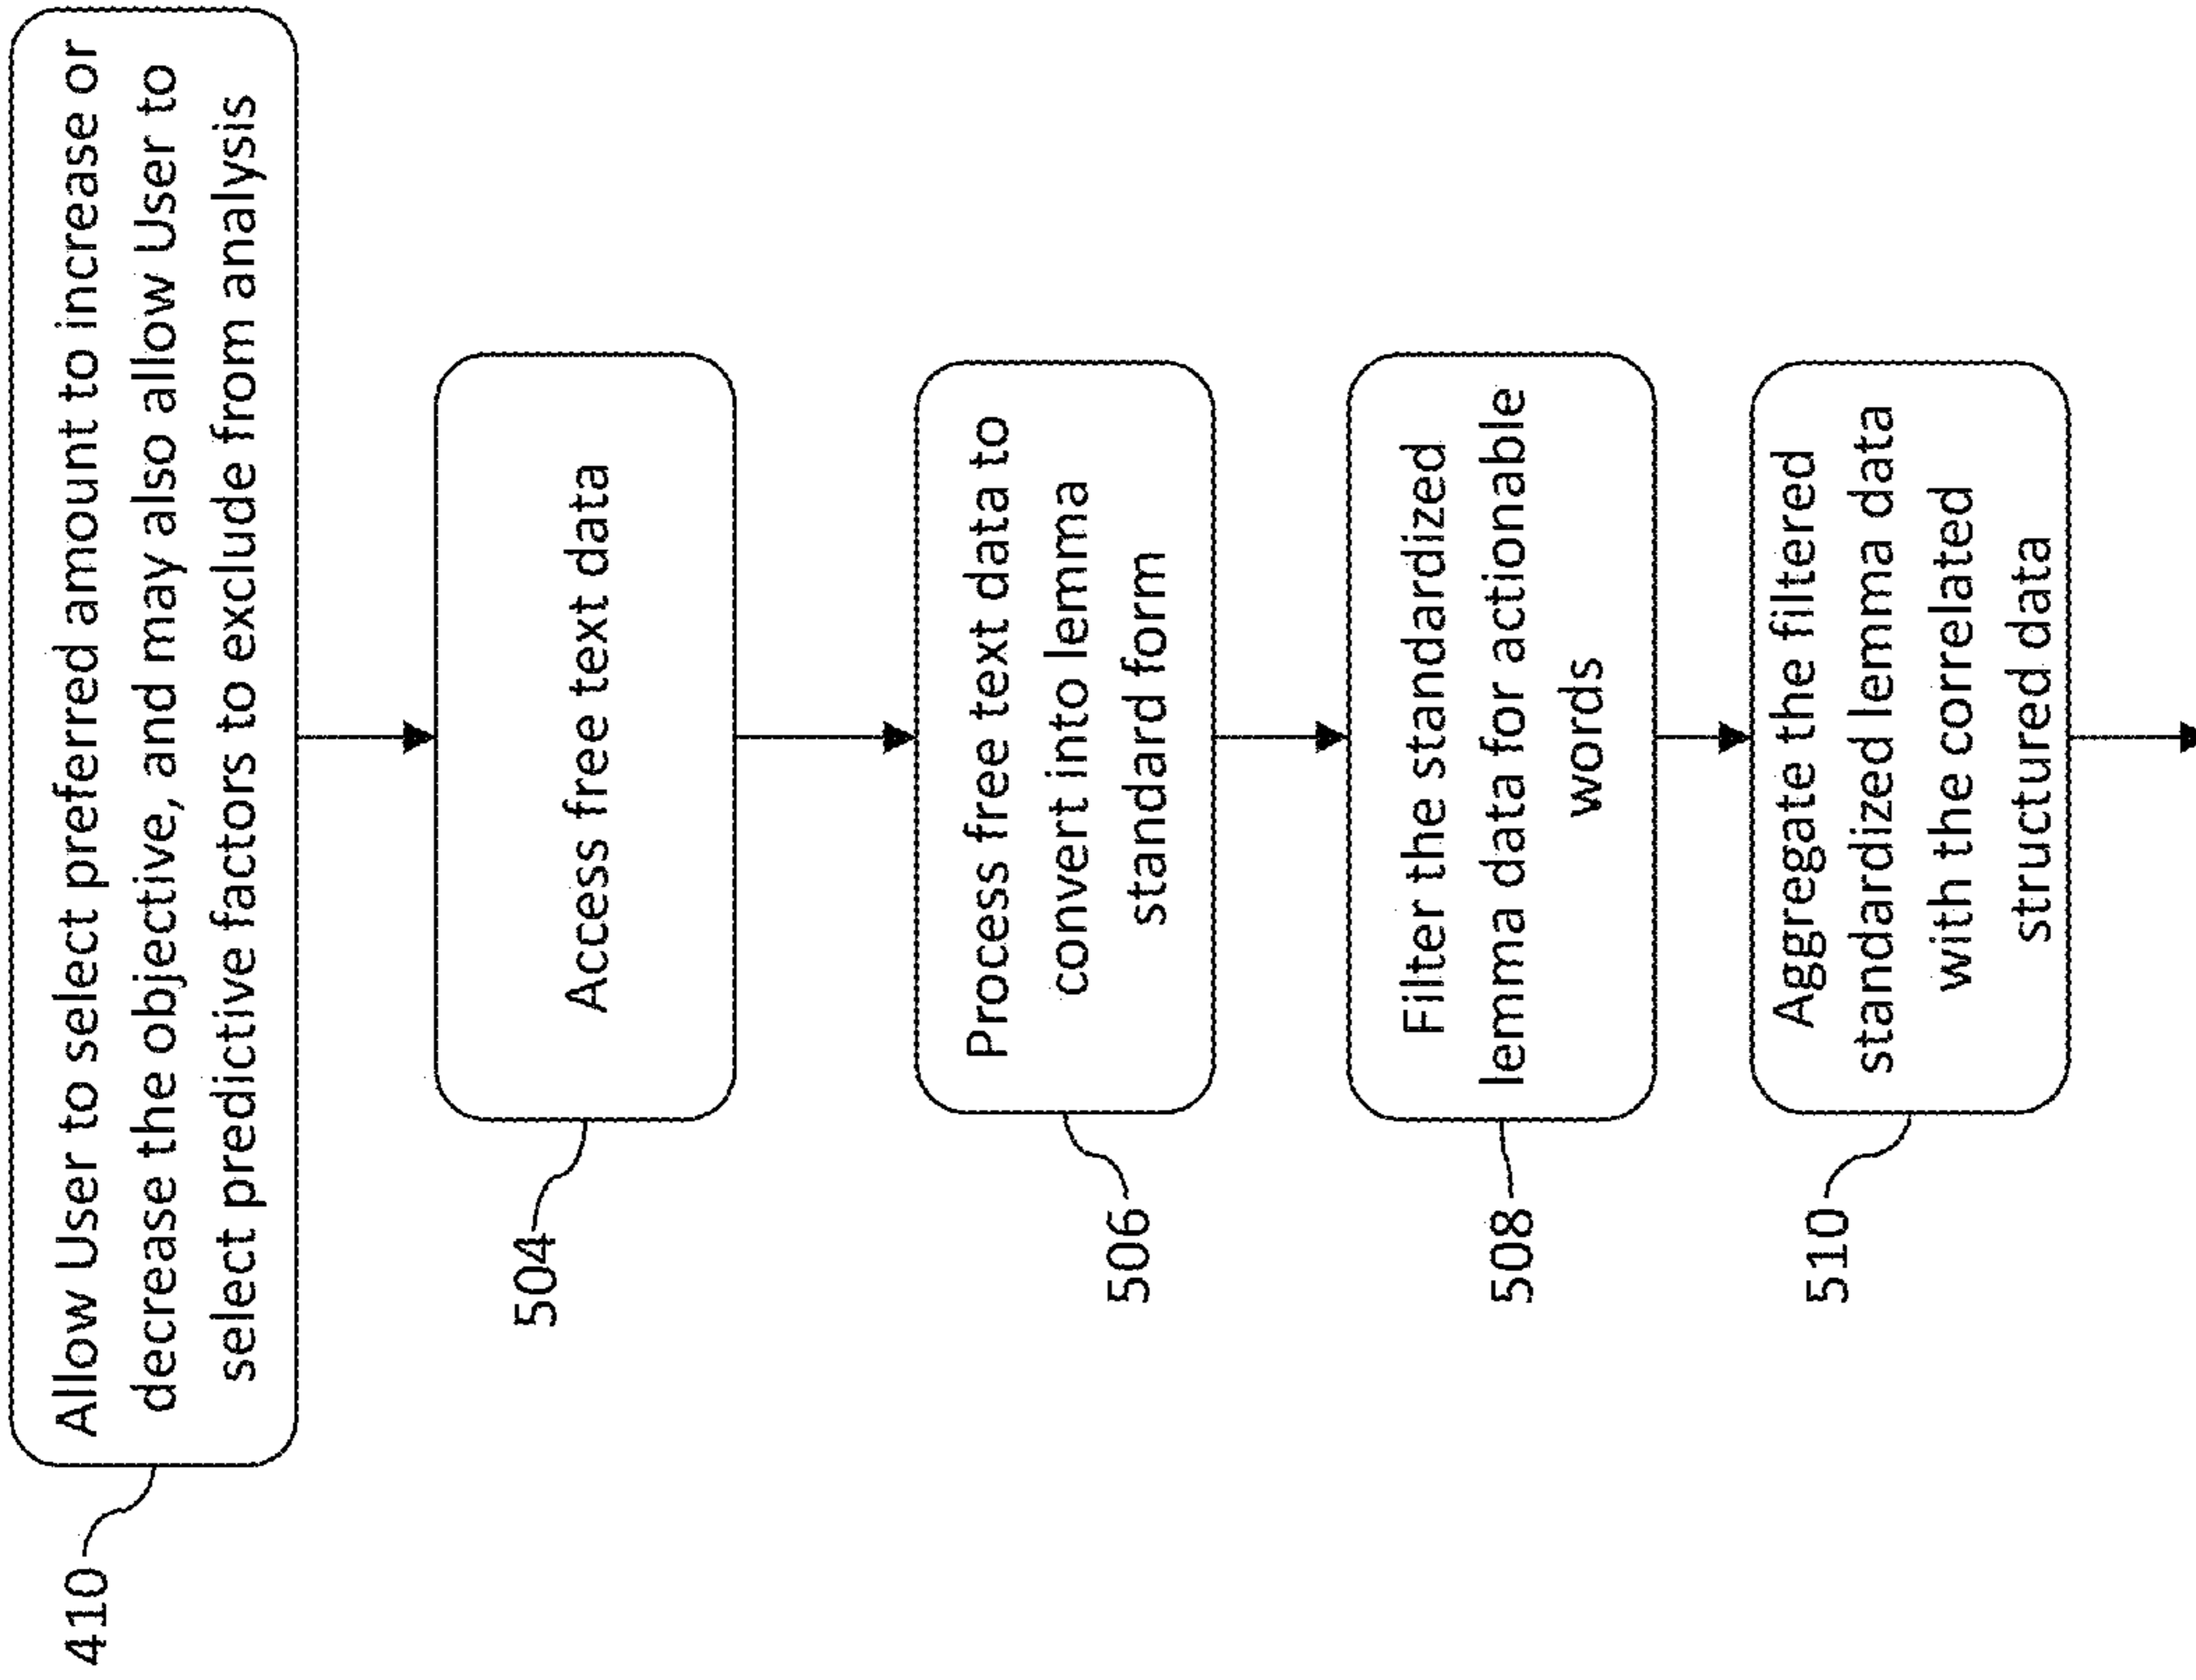 410
Allow User to select preferred amount to increase or
decrease the objective, and may also allow User to
select predictive factors to exclude from analysis
504
Access free text data
506
Process free text data to
convert into lemma
standard form
508
Filter the standardized
lemma data for actionable
words
510
Aggregate the filtered
standardized lemma data
with the correlated
structured data